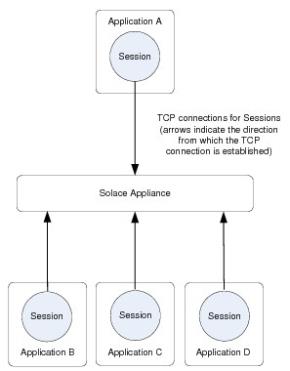 Application A
Session
TCP connections for Sessions
(arrows indicate the direction
from which the TCP
connection is established)
Solace Appliance
Session
Session
Session
Application B
Application C
Application D